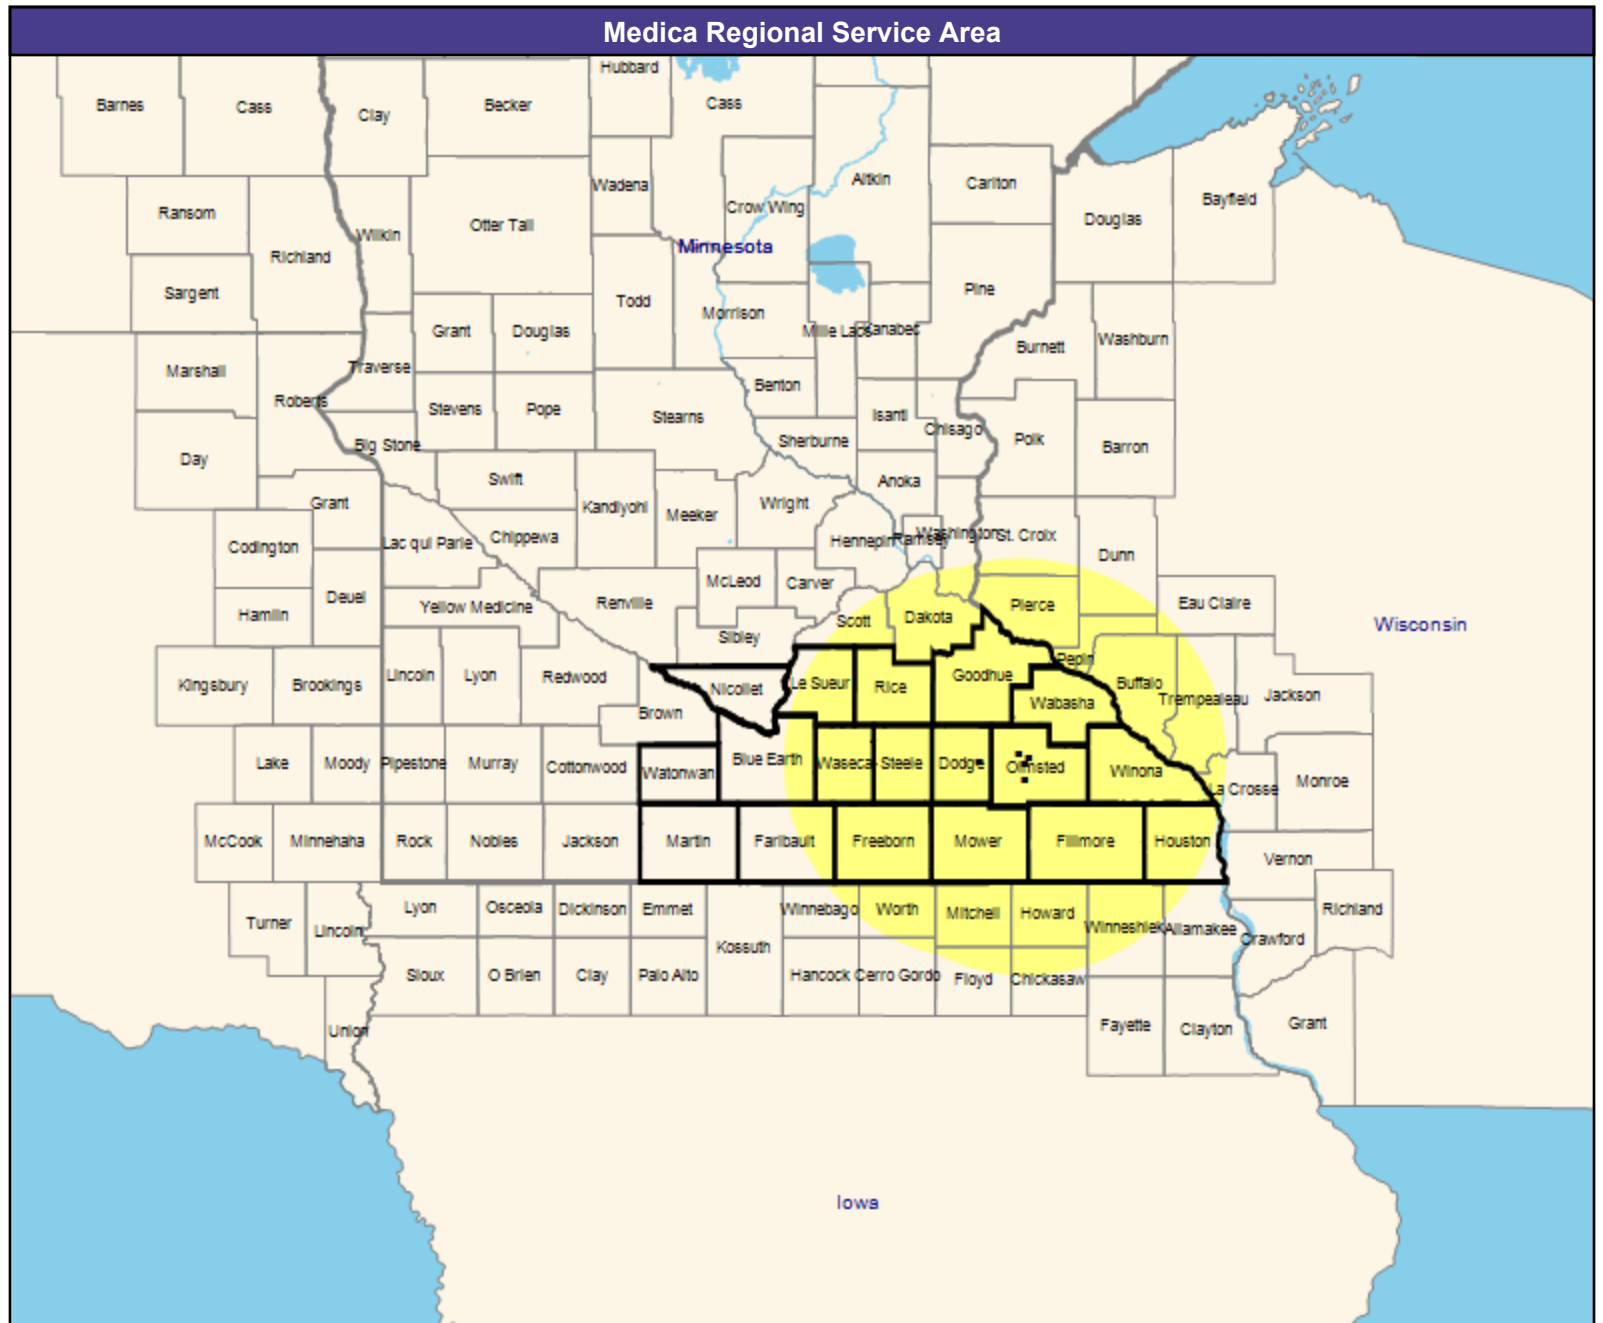 Medica Regional Service Area
Hubbard
Barnes
Cass
Clay
Becker
Cass
Wadena
Aitkin
Carlton
Ransom
Crow Wing
Bayfield
Douglas
Otter Tail
Wilkin
Minnesota
Richland
Sargent
Pine
Todd
Morrison
Grant
Douglas
Mille Lacs
Kanabec
Washburn
Burnett
Marshall
Traverse
Benton
Roberts
Stevens
Pope
Stearns
Isanti
Chisago
Polk
Barron
Big Stone
Sherburne
Day
Swift
Anoka
Grant
Kandiyohi
Meeker
Wright
Codington
Lac qui Parle
Chippewa
Hennepin
Ramsey
Washington
St. Croix
Dunn
Deuel
McLeod
Carver
Hamlin
Yellow Medicine
Renville
Pierce
Eau Claire
Scott
Dakota
Sibley
Wisconsin
Pepin
Kingsbury
Brookings
Lincoln
Lyon
Redwood
Nicollet
Le Sueur
Rice
Goodhue
Buffalo
Trempealeau
Jackson
Brown
Wabasha
Lake
Moody
Pipestone
Murray
Cottonwood
Watonwan
Blue Earth
Waseca
Steele
Dodge
Olmsted
Winona
La Crosse
Monroe
McCook
Minnehaha
Rock
Nobles
Jackson
Martin
Faribault
Freeborn
Mower
Fillmore
Houston
Vernon
Turner
Lincoln
Lyon
Osceola
Dickinson
Emmet
Winnebago
Worth
Mitchell
Howard
Winneshiek
Allamakee
Crawford
Richland
Kossuth
Sioux
O Brien
Clay
Palo Alto
Hancock
Cerro Gordo
Floyd
Chickasaw
Union
Fayette
Clayton
Grant
Iowa